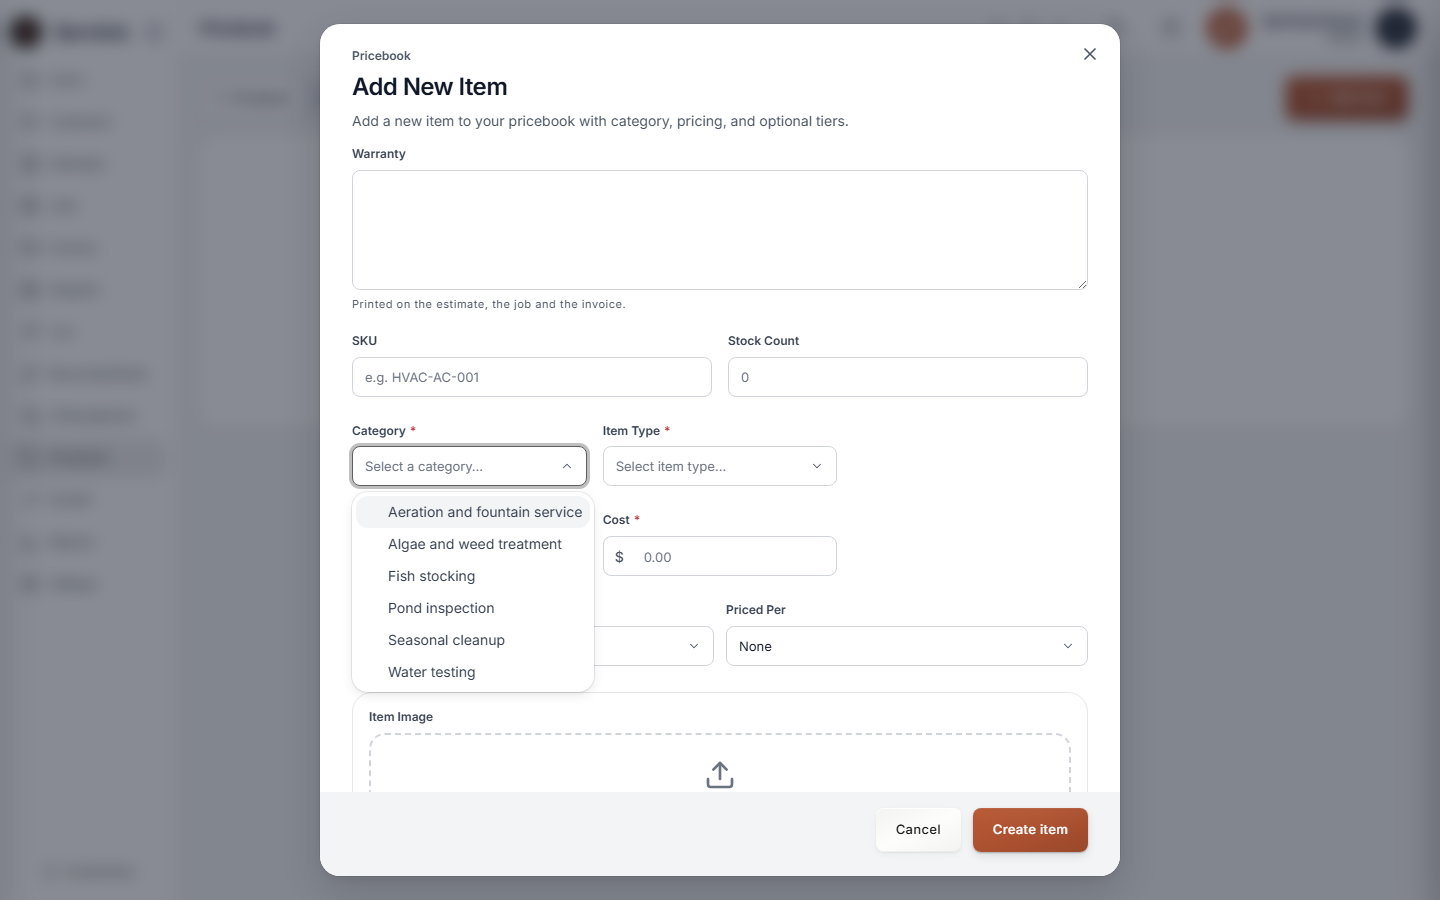 Pricebook
Add New Item
Add a new item to your pricebook with category, pricing, and optional tiers.
Warranty
Printed on the estimate, the job and the invoice.
SKU
Stock Count
e.g. HVAC-AC-001
0
Category *
Item Type *
Select a category...
Select item type...
Aeration and fountain service
Algae and weed treatment
Fish stocking
Pond inspection
Seasonal cleanup
Water testing
Cost *
$ 0.00
Priced Per
None
Item Image
Cancel
Create item